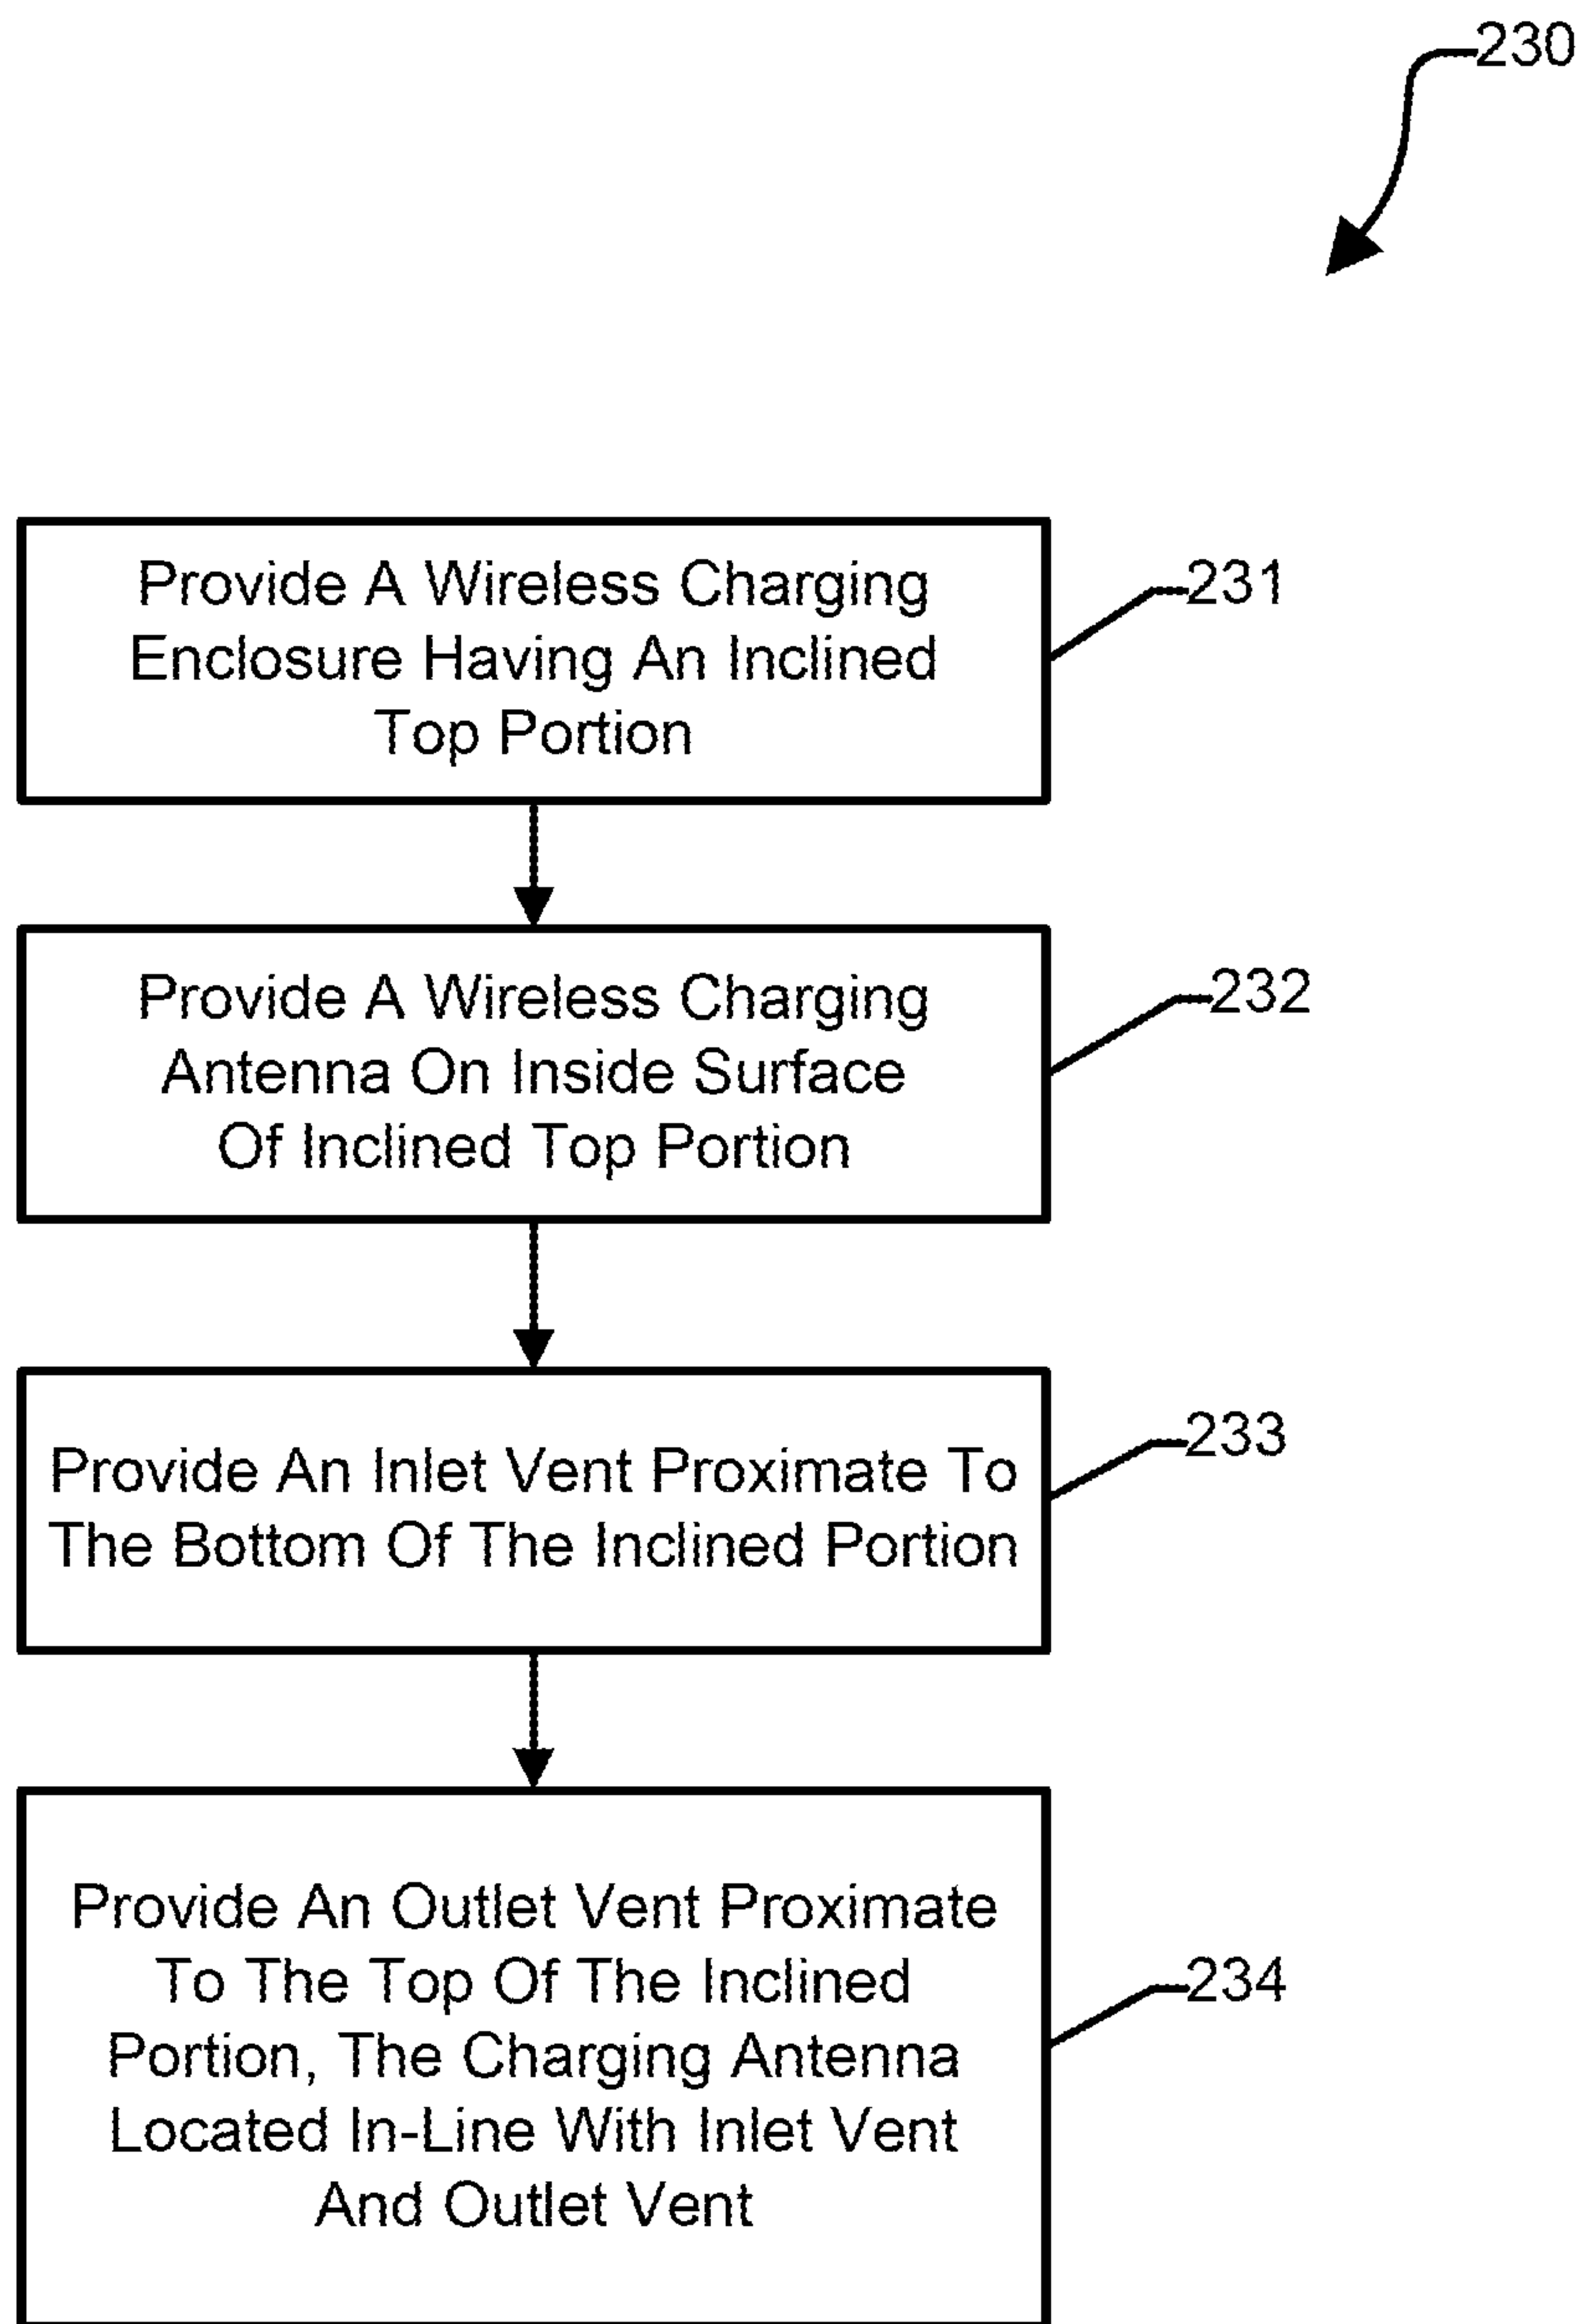 230
Provide A Wireless Charging
Enclosure Having An Inclined
Top Portion
231
Provide A Wireless Charging
Antenna On Inside Surface
Of Inclined Top Portion
232
Provide An Inlet Vent Proximate To
The Bottom Of The Inclined Portion
233
Provide An Outlet Vent Proximate
To The Top Of The Inclined
Portion, The Charging Antenna
Located In-Line With Inlet Vent
And Outlet Vent
234